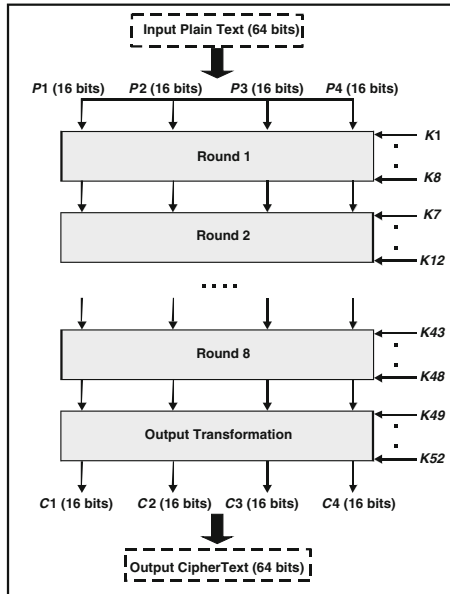 Input Plain Text (64 bits)
P1 (16 bits) P2 (16 bits) P3 (16 bits) P4 (16 bits)
K1
Round 1
K8
K7
Round 2
K12
K43
Round 8
K48
K49
Output Transformation
K52
C1 (16 bits) C2 (16 bits) C3 (16 bits) C4 (16 bits)
Output CipherText (64 bits)